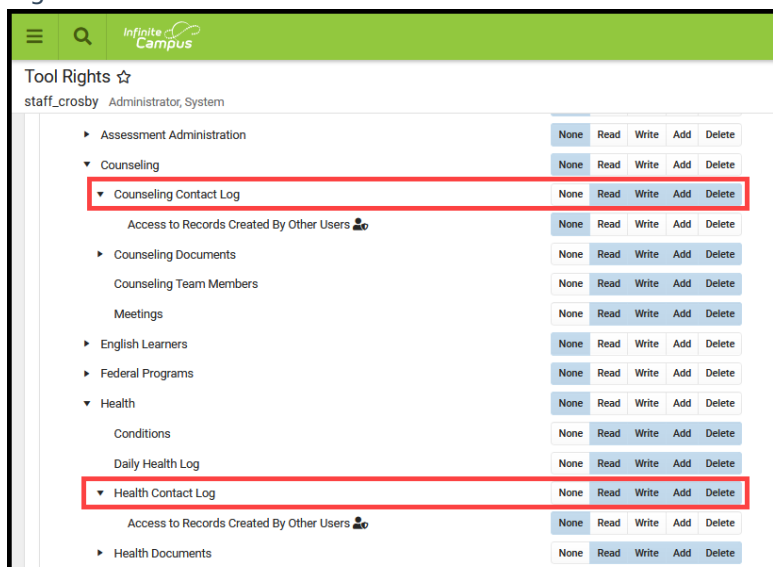 Infinite
Campus
Tool Rights
staff_crosby Administrator, System
Assessment Administration None Read Write Add Delete
Counseling None Read Write Add Delete
Counseling Contact Log None Read Write Add Delete
Access to Records Created By Other Users None Read Write Add Delete
Counseling Documents None Read Write Add Delete
Counseling Team Members None Read Write Add Delete
Meetings None Read Write Add Delete
English Learners None Read Write Add Delete
Federal Programs None Read Write Add Delete
Health None Read Write Add Delete
Conditions None Read Write Add Delete
Daily Health Log None Read Write Add Delete
Health Contact Log None Read Write Add Delete
Access to Records Created By Other Users None Read Write Add Delete
Health Documents None Read Write Add Delete